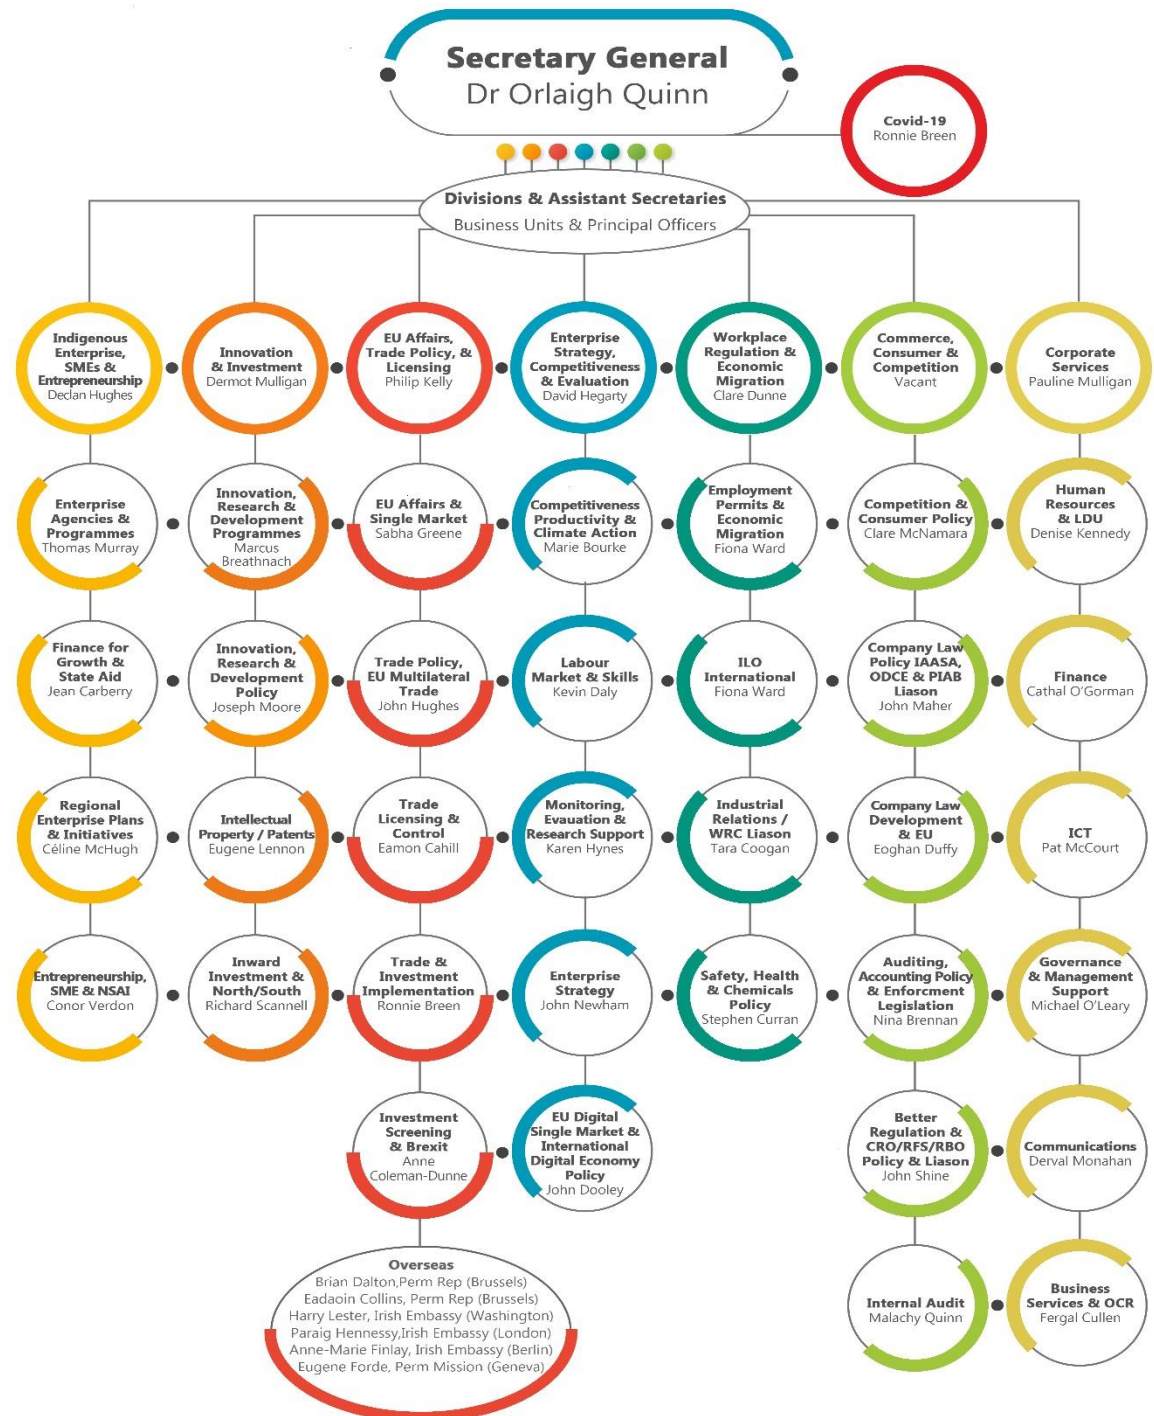 Secretary General
Dr Orlaigh Quinn
Covid-19
Ronnie Breen
Divisions & Assistant Secretaries
Business Units & Principal Officers
Indigenous
Enterprise,
SMEs &
Entrepreneurship
Declan Hughes
Innovation
& Investment
Dermot Mulligan
EU Affairs,
Trade Policy, &
Licensing
Philip Kelly
Enterprise
Strategy,
Competitiveness
& Evaluation
David Hegarty
Workplace
Regulation &
Economic
Migration
Clare Dunne
Commerce,
Consumer &
Competition
Vacant
Corporate
Services
Pauline Mulligan
Enterprise
Agencies &
Programmes
Thomas Murray
Innovation,
Research &
Development
Programmes
Marcus
Breathnach
EU Affairs &
Single Market
Sabha Greene
Competitiveness
Productivity &
Climate Action
Marie Bourke
Employment
Permits &
Economic
Migration
Fiona Ward
Competition &
Consumer Policy
Clare McNamara
Human
Resources
& LDU
Denise Kennedy
Finance for
Growth &
State Aid
Jean Carberry
Innovation,
Research &
Development
Policy
Joseph Moore
Trade Policy,
EU Multilateral
Trade
John Hughes
Labour
Market & Skills
Kevin Daly
ILO
International
Fiona Ward
Company Law
Policy IAASA,
ODCE & PIAB
Liason
John Maher
Finance
Cathal O'Gorman
Regional
Enterprise Plans
& Initiatives
Céline McHugh
Intellectual
Property / Patents
Eugene Lennon
Trade
Licensing &
Control
Eamon Cahill
Monitoring,
Evauation &
Research Support
Karen Hynes
Industrial
Relations /
WRC Liason
Tara Coogan
Company Law
Development
& EU
Eoghan Duffy
ICT
Pat McCourt
Entrepreneurship,
SME & NSAI
Conor Verdon
Inward
Investment &
North/South
Richard Scannell
Trade &
Investment
Implementation
Ronnie Breen
Enterprise
Strategy
John Newham
Safety, Health
& Chemicals
Policy
Stephen Curran
Auditing,
Accounting Policy
& Enforcment
Legislation
Nina Brennan
Governance
& Management
Support
Michael O'Leary
Investment
Screening
& Brexit
Anne
Coleman-Dunne
EU Digital
Single Market &
International
Digital Economy
Policy
John Dooley
Better
Regulation &
CRO/RFS/RBO
Policy & Liason
John Shine
Communications
Derval Monahan
Overseas
Brian Dalton,Perm Rep (Brussels)
Eadaoin Collins, Perm Rep (Brussels)
Harry Lester, Irish Embassy (Washington)
Paraig Hennessy,Irish Embassy (London)
Anne-Marie Finlay, Irish Embassy (Berlin)
Eugene Forde, Perm Mission (Geneva)
Internal Audit
Malachy Quinn
Business
Services & OCR
Fergal Cullen